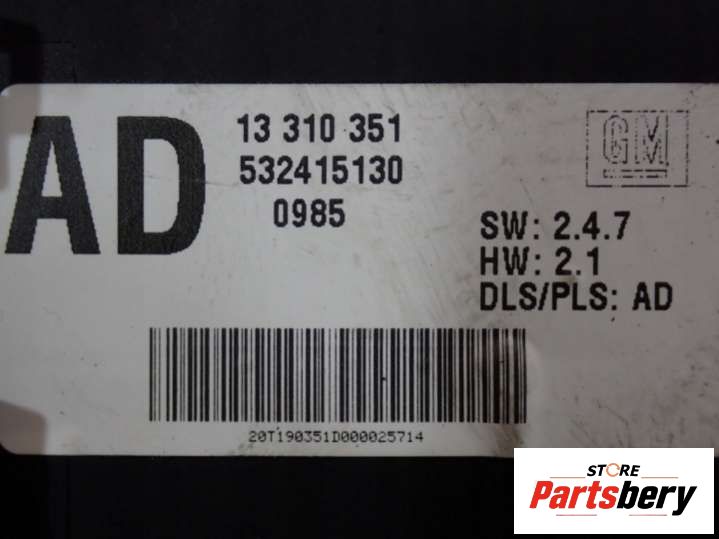 AD
13 310 351
532415130
0985
GM
SW: 2.4.7
HW: 2.1
DLS/PLS: AD
20T190351D000025714
STORE
Partsbery